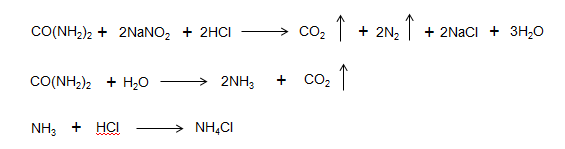 CO(NH₂)₂ + 2NaNO₂ + 2HCl ⟶ CO₂ ↑ + 2N₂ ↑ + 2NaCl + 3H₂O
CO(NH₂)₂ + H₂O ⟶ 2NH₃ + CO₂ ↑
NH₃ + HCl ⟶ NH₄Cl